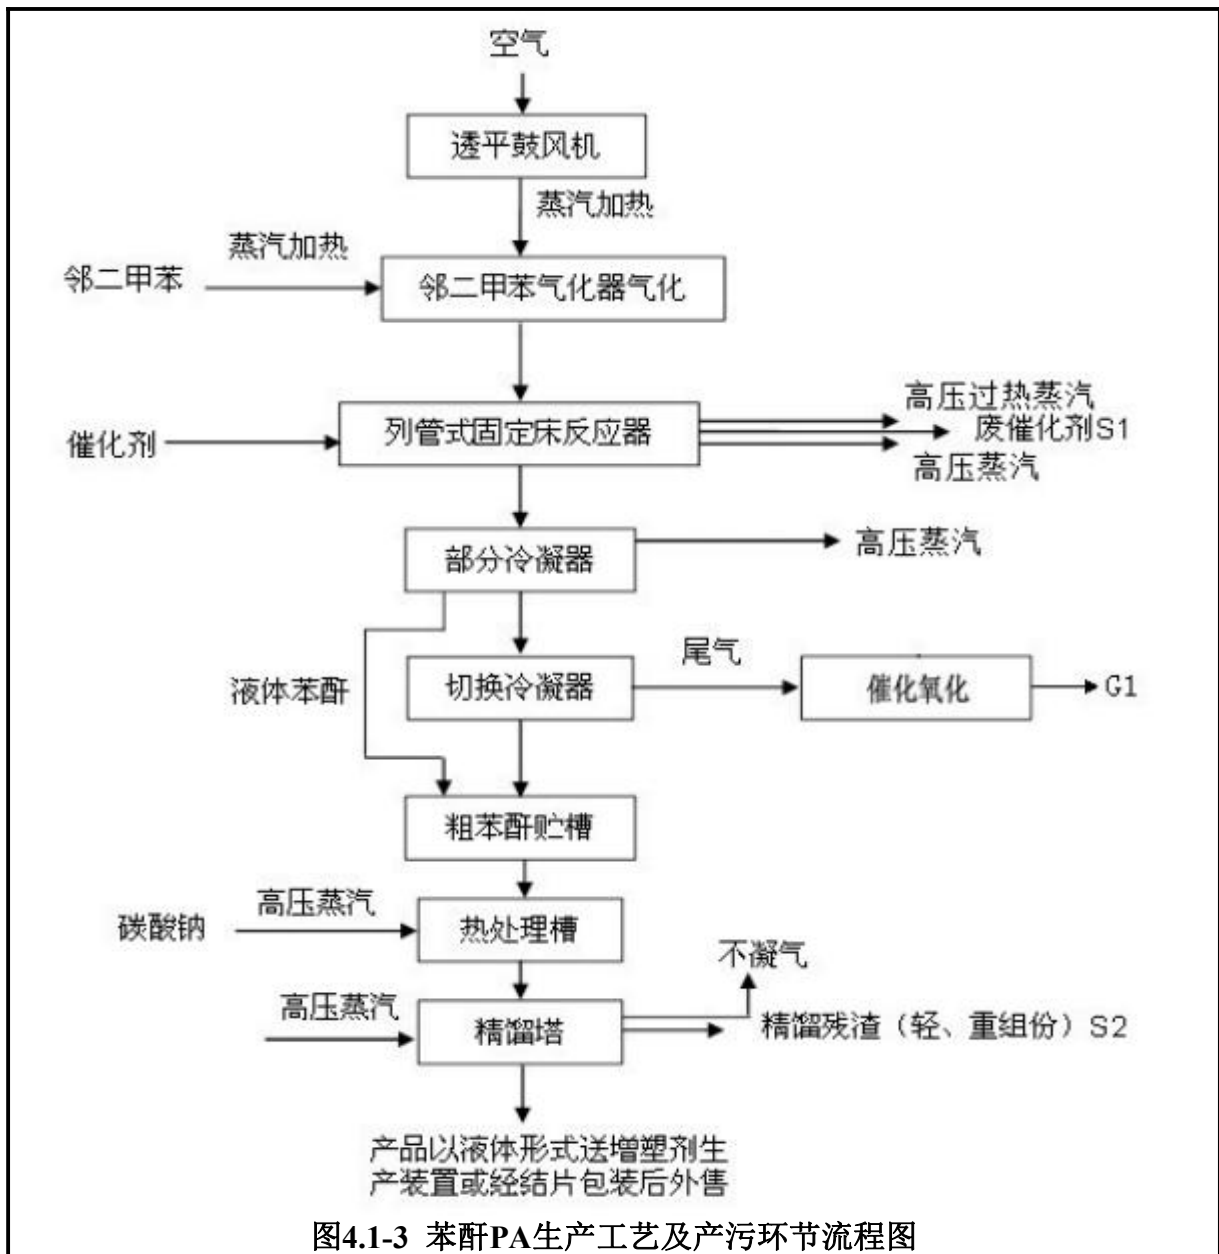 空气
透平鼓风机
蒸汽加热
蒸汽加热
邻二甲苯
邻二甲苯气化器气化
高压过热蒸汽
催化剂
列管式固定床反应器
废催化剂S1
高压蒸汽
部分冷凝器
高压蒸汽
尾气
液体苯酐
切换冷凝器
催化氧化
G1
粗苯酐贮槽
高压蒸汽
碳酸钠
热处理槽
不凝气
高压蒸汽
精馏塔
精馏残渣（轻、重组份）S2
产品以液体形式送增塑剂生
产装置或经结片包装后外售
图4.1-3 苯酐PA生产工艺及产污环节流程图